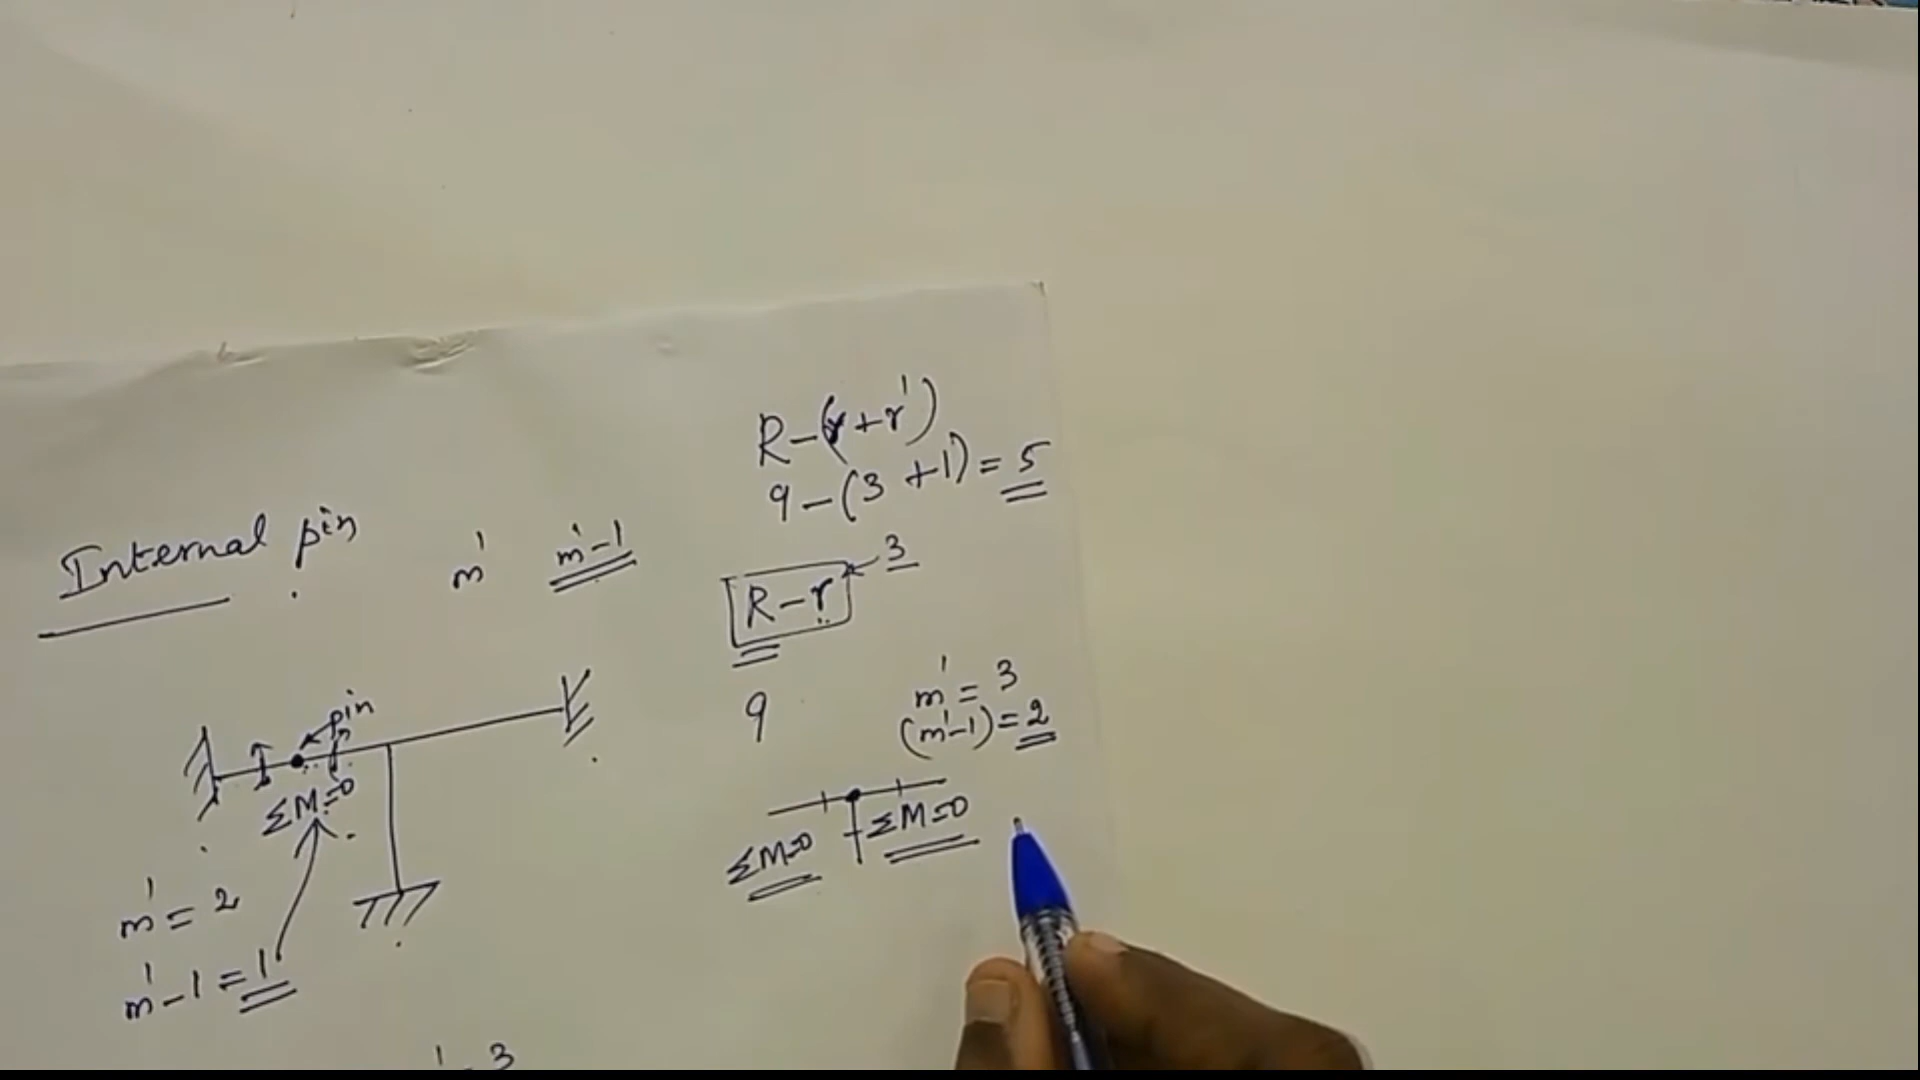 Internal pin
m' m'-1
pin
ΣM=0
m' = 2
m'-1 = 1
R-(r+r')
9-(3+1) = 5
R-r 3
9
m' = 3
(m'-1) = 2
ΣM=0 ΣM=0
3